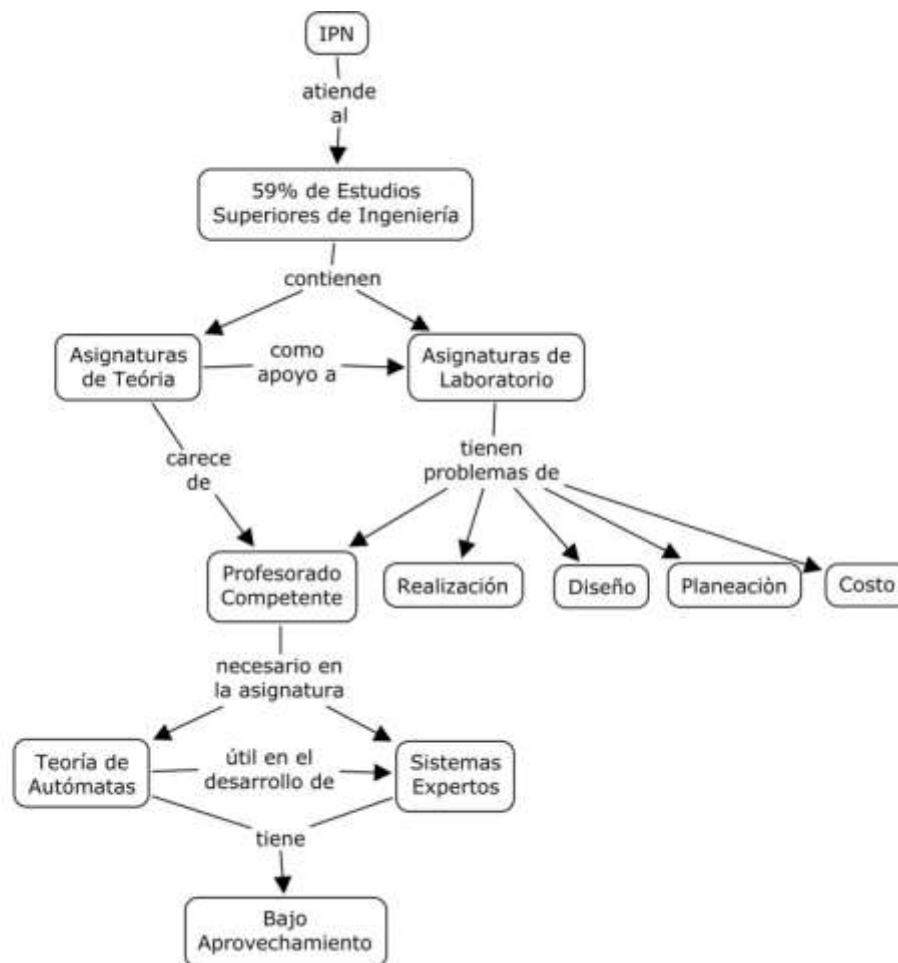 IPN
atiende
al
59% de Estudios
Superiores de Ingeniería
contienen
Asignaturas
de Teória
como
apoyo a
Asignaturas de
Laboratorio
carece
de
tienen
problemas de
Profesorado
Competente
Realización
Diseño
Planeaciòn
Costo
necesario en
la asignatura
Teoría de
Autómatas
útil en el
desarrollo de
Sistemas
Expertos
tiene
Bajo
Aprovechamiento